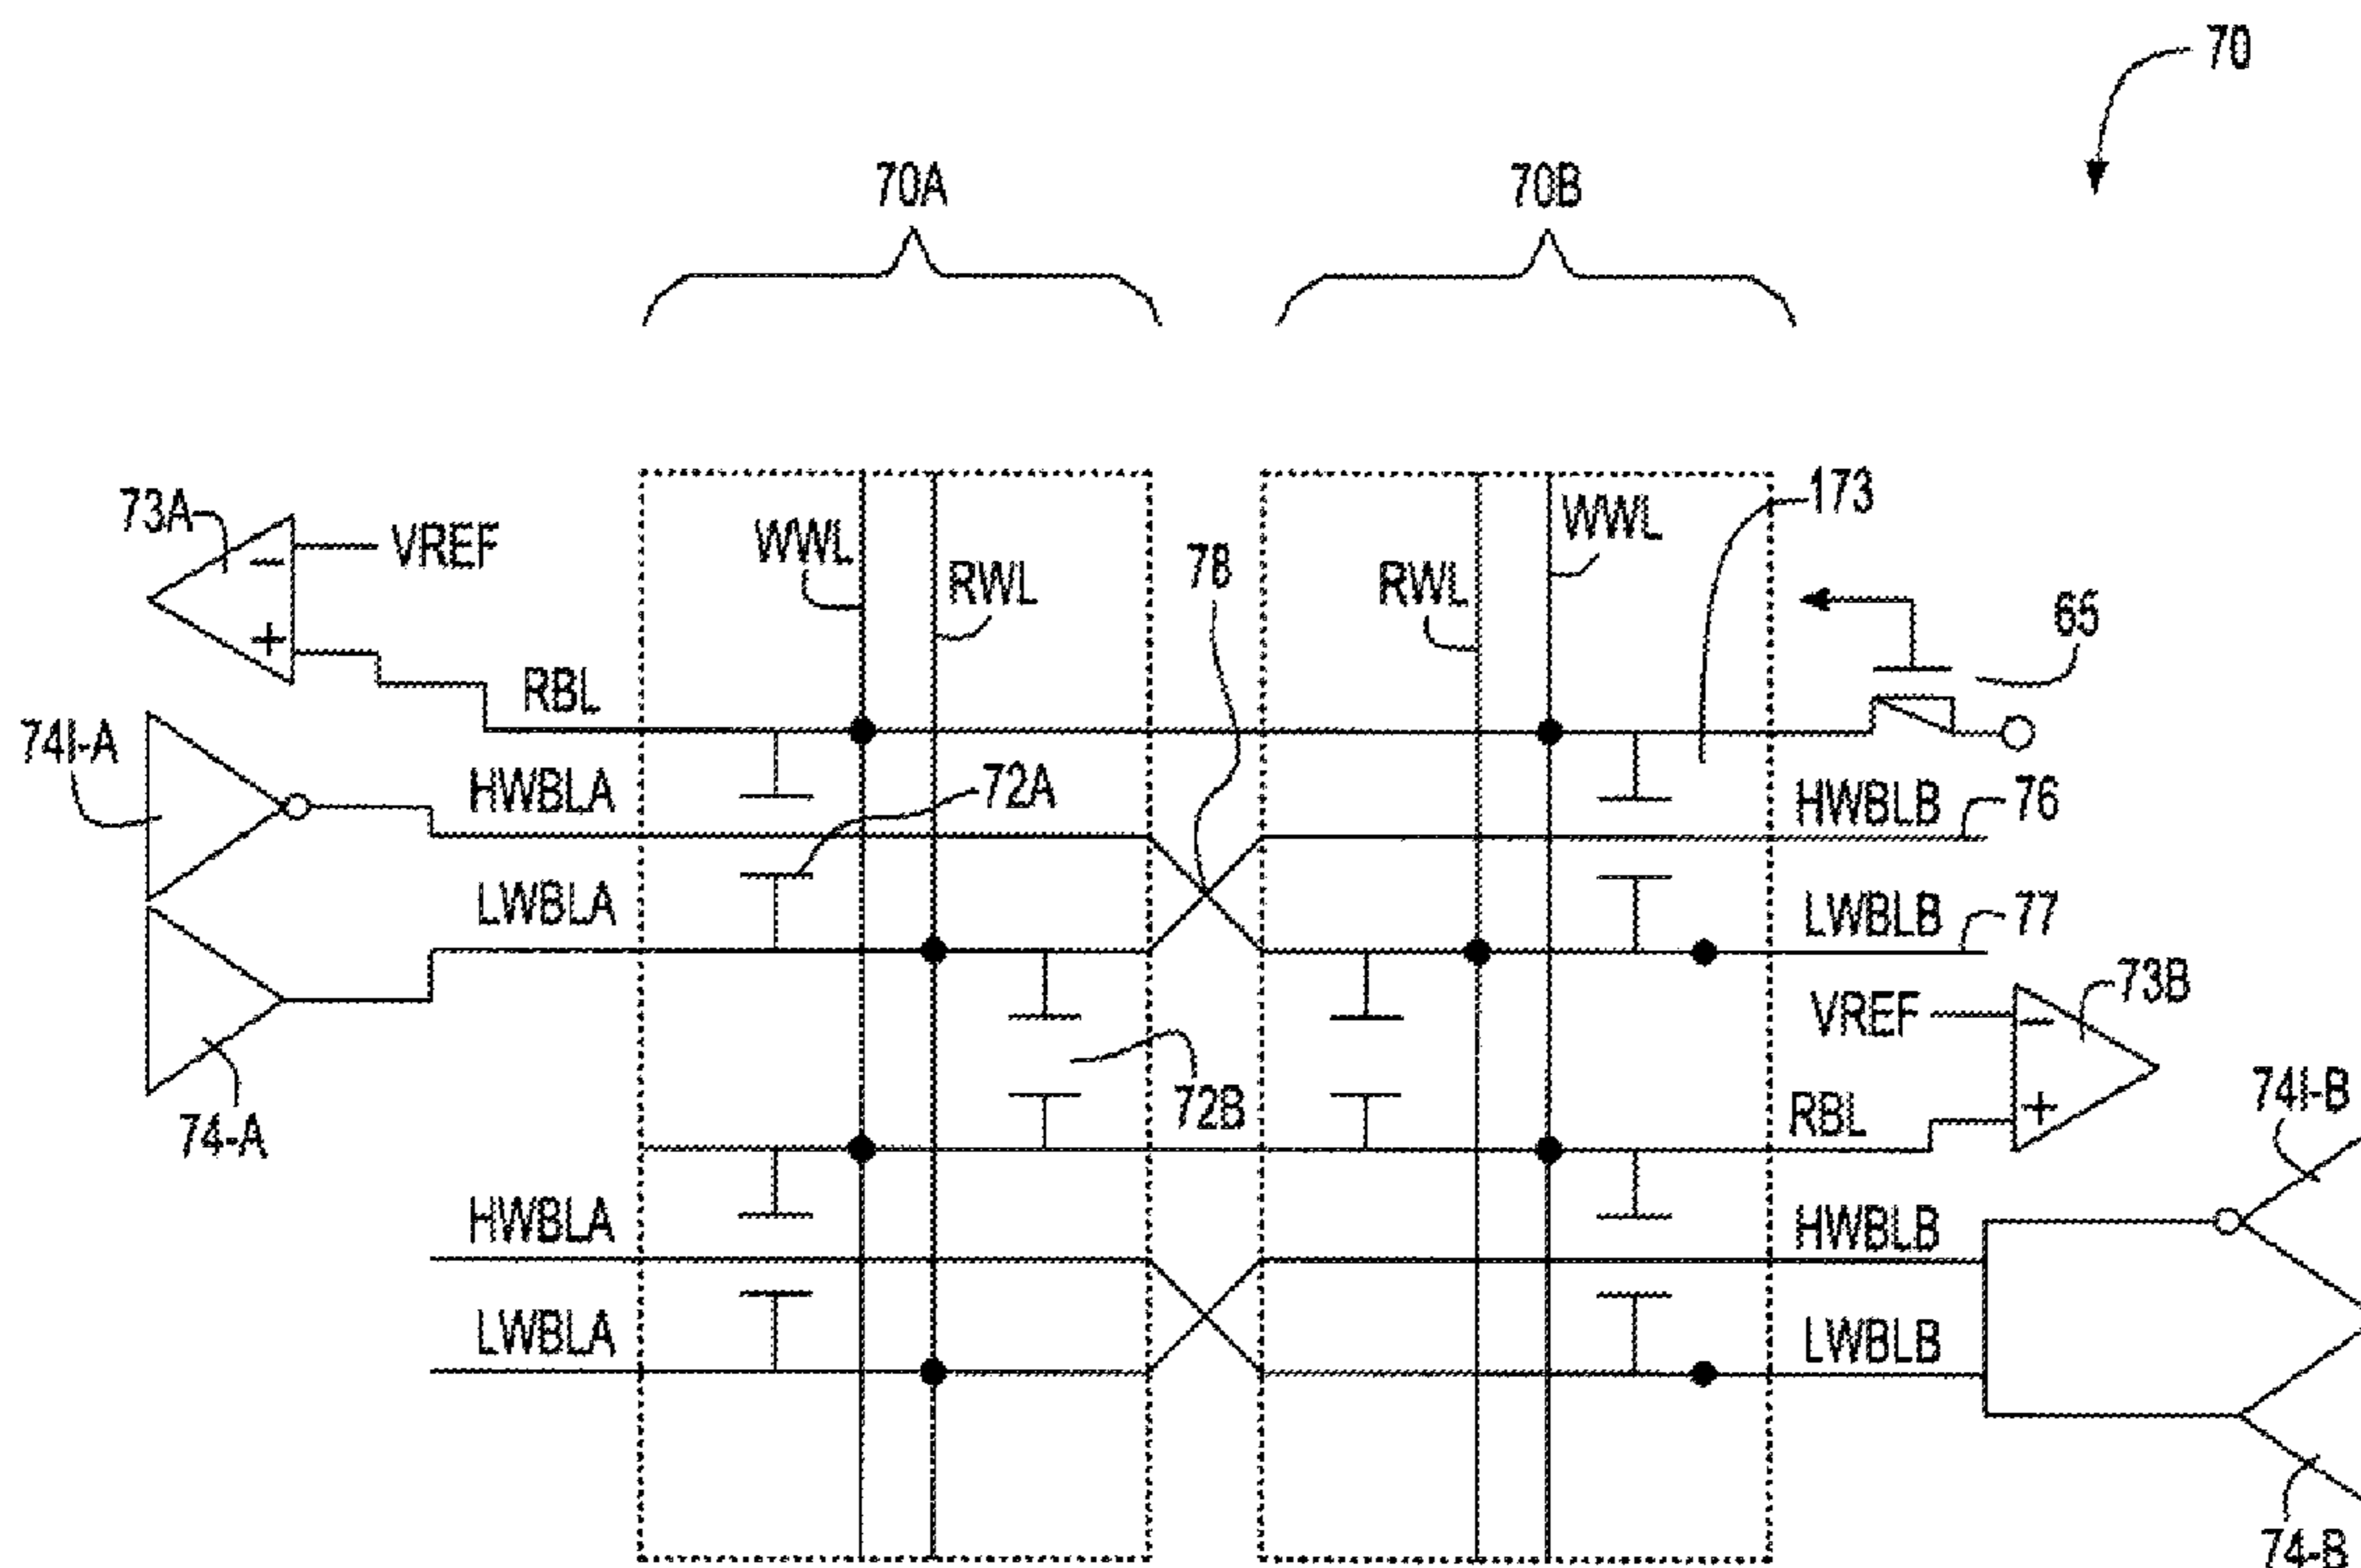 70
70A 70B
73A VREF WWL RWL 78 RWL WWL 173
65
RBL
74I-A HWBLA 72A HWBLB 76
LWBLA LWBLB 77
VREF 73B
74-A 72B RBL 74I-B
HWBLA HWBLB
LWBLA LWBLB
74-B
- +
- +